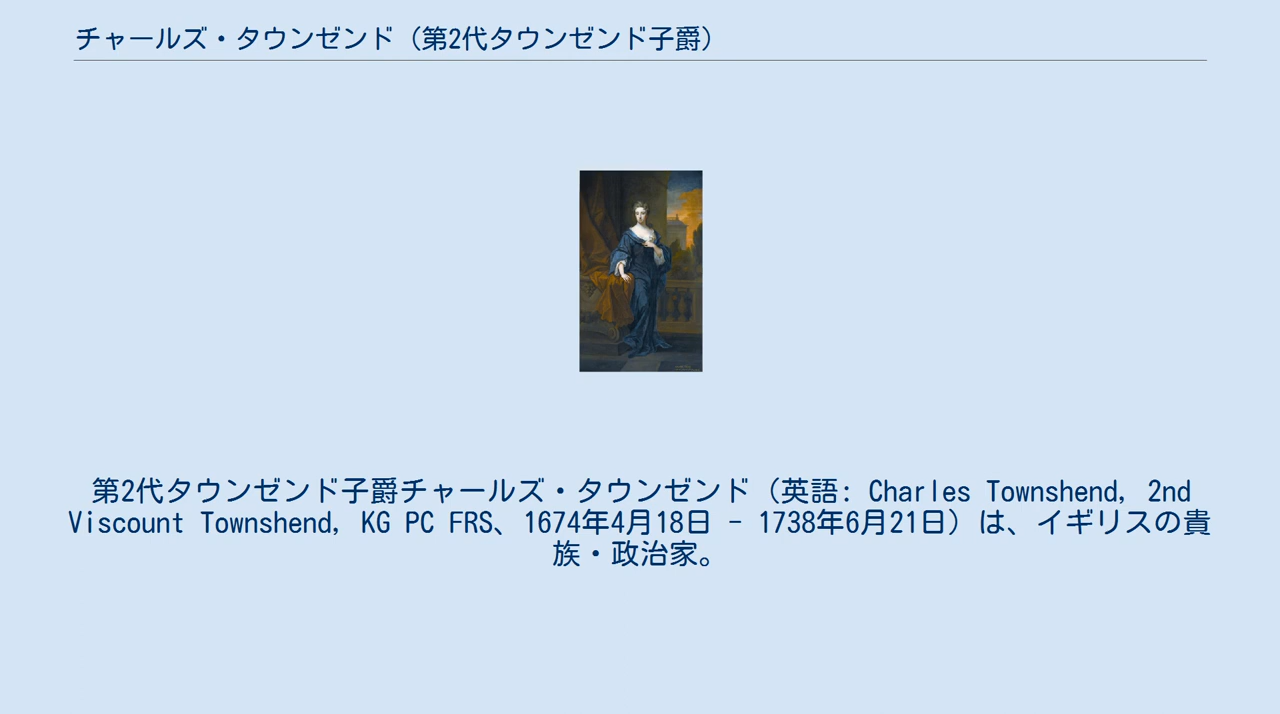 チャールズ・タウンゼンド（第2代タウンゼンド子爵）
第2代タウンゼンド子爵チャールズ・タウンゼンド（英語: Charles Townshend, 2nd
Viscount Townshend, KG PC FRS、1674年4月18日 - 1738年6月21日）は、イギリスの貴
族・政治家。